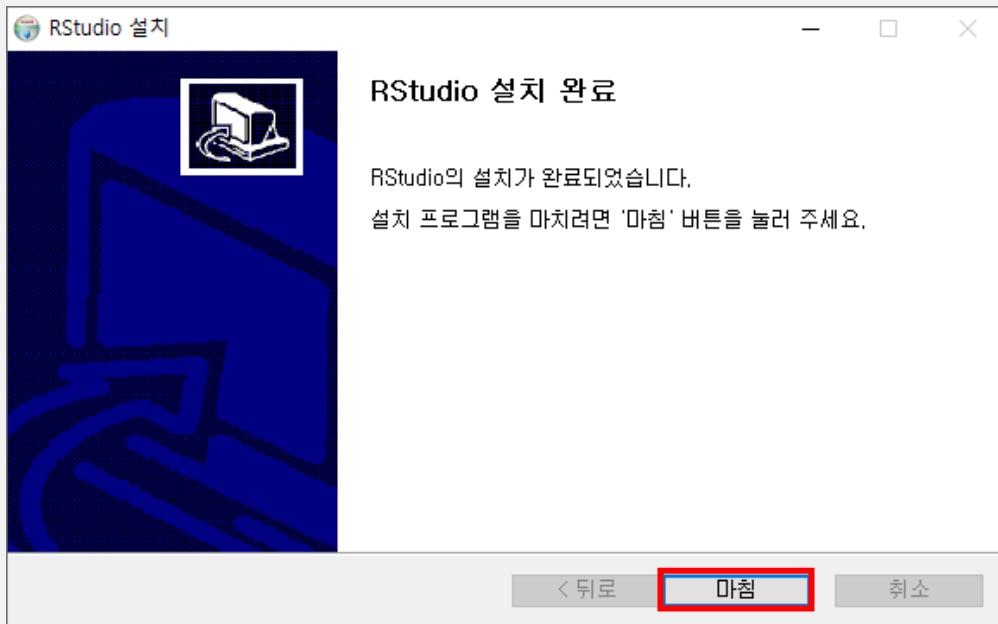 RStudio 설치
RStudio 설치 완료
RStudio의 설치가 완료되었습니다.
설치 프로그램을 마치려면 '마침' 버튼을 눌러 주세요.
< 뒤로
마침
취소